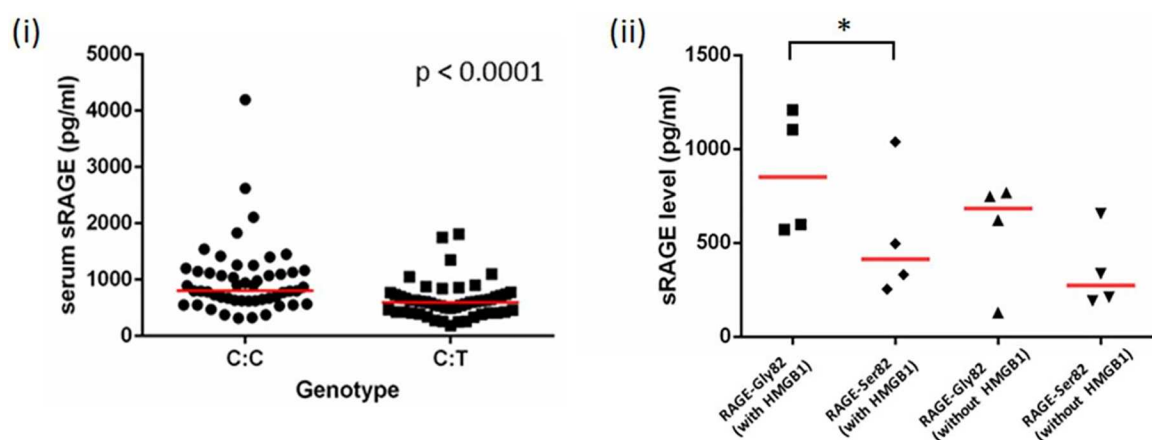 (i)
5000
4000
3000
2000
1000
0
serum sRAGE (pg/ml)
p < 0.0001
C:C
C:T
Genotype
(ii)
1500
1000
500
0
sRAGE level (pg/ml)
*
RAGE-Gly82
(with HMGB1)
RAGE-Ser82
(with HMGB1)
RAGE-Gly82
(without HMGB1)
RAGE-Ser82
(without HMGB1)